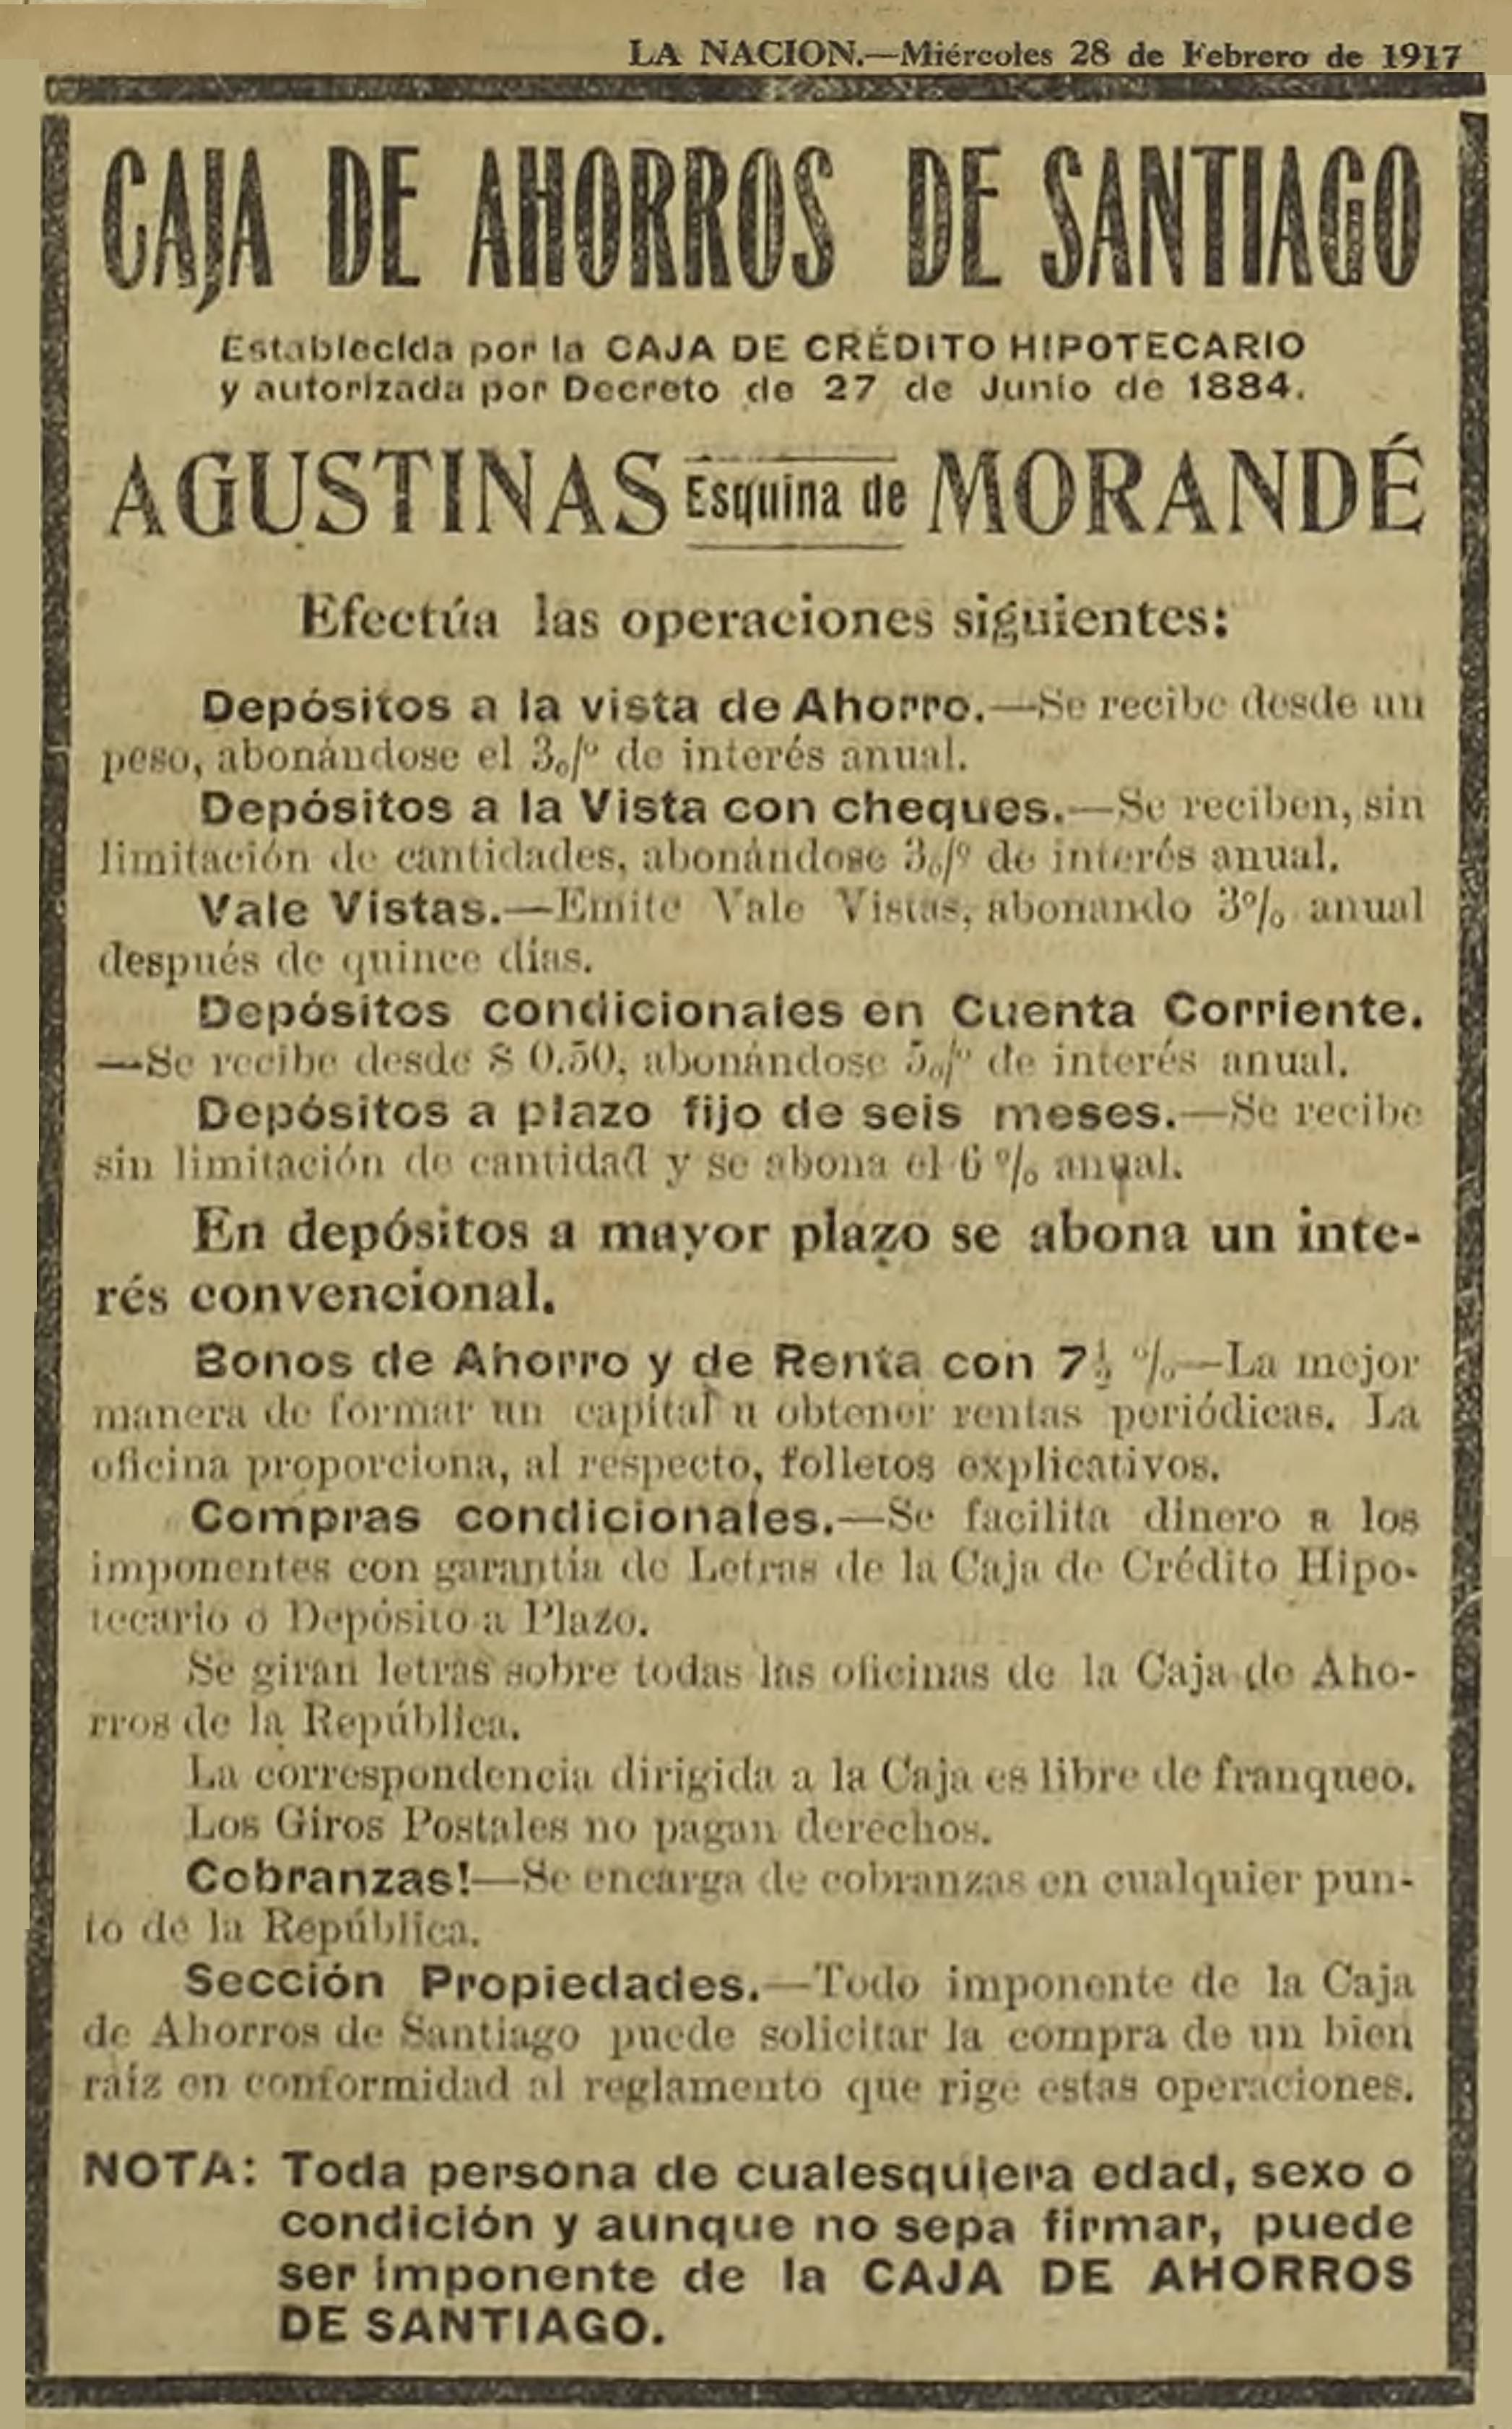 LA NACION.—Miércoles 28 de Febrero de 1917
CAJA DE AHORROS DE SANTIAGO
Establecida por la CAJA DE CRÉDITO HIPOTECARIO
y autorizada por Decreto de 27 de Junio de 1884.
AGUSTINAS Esquina de MORANDÉ
Efectúa las operaciones siguientes:
Depósitos a la vista de Ahorro.—Se recibe desde un
peso, abonándose el 3o/o de interés anual.
Depósitos a la Vista con cheques.—Se reciben, sin
limitación de cantidades, abonándose 3o/o de interés anual.
Vale Vistas.—Emite Vale Vistas, abonando 3% anual
después de quince días.
Depósitos condicionales en Cuenta Corriente.
—Se recibe desde $ 0.50, abonándose 5o/o de interés anual.
Depósitos a plazo fijo de seis meses.—Se recibe
sin limitación de cantidad y se abona el 6 % anual.
En depósitos a mayor plazo se abona un inte-
rés convencional.
Bonos de Ahorro y de Renta con 7½ %—La mejor
manera de formar un capital u obtener rentas periódicas. La
oficina proporciona, al respecto, folletos explicativos.
Compras condicionales.—Se facilita dinero a los
imponentes con garantía de Letras de la Caja de Crédito Hipo-
tecario o Depósito a Plazo.
Se giran letras sobre todas las oficinas de la Caja de Aho-
rros de la República.
La correspondencia dirigida a la Caja es libre de franqueo.
Los Giros Postales no pagan derechos.
Cobranzas!—Se encarga de cobranzas en cualquier pun-
to de la República.
Sección Propiedades.—Todo imponente de la Caja
de Ahorros de Santiago puede solicitar la compra de un bien
raíz en conformidad al reglamento que rige estas operaciones.
NOTA: Toda persona de cualesquiera edad, sexo o
condición y aunque no sepa firmar, puede
ser imponente de la CAJA DE AHORROS
DE SANTIAGO.